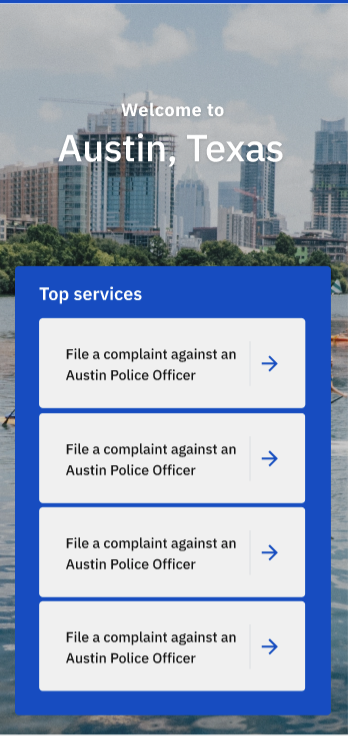 Welcome to
Austin, Texas
Top services
File a complaint against an
Austin Police Officer
File a complaint against an
Austin Police Officer
File a complaint against an
Austin Police Officer
File a complaint against an
Austin Police Officer